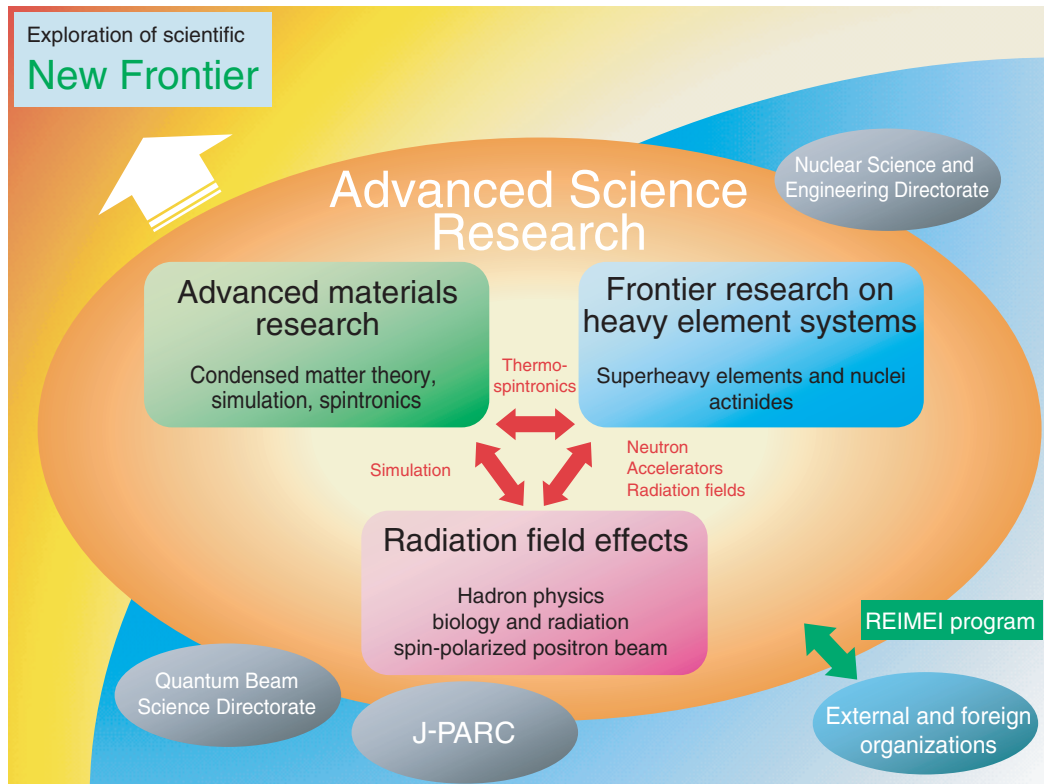 Exploration of scientific
New Frontier
Nuclear Science and
Engineering Directorate
Advanced Science
Research
Advanced materials
research
Condensed matter theory,
simulation, spintronics
Frontier research on
heavy element systems
Superheavy elements and nuclei
actinides
Thermo-
spintronics
Simulation
Neutron
Accelerators
Radiation fields
Radiation field effects
Hadron physics
biology and radiation
spin-polarized positron beam
REIMEI program
Quantum Beam
Science Directorate
J-PARC
External and foreign
organizations